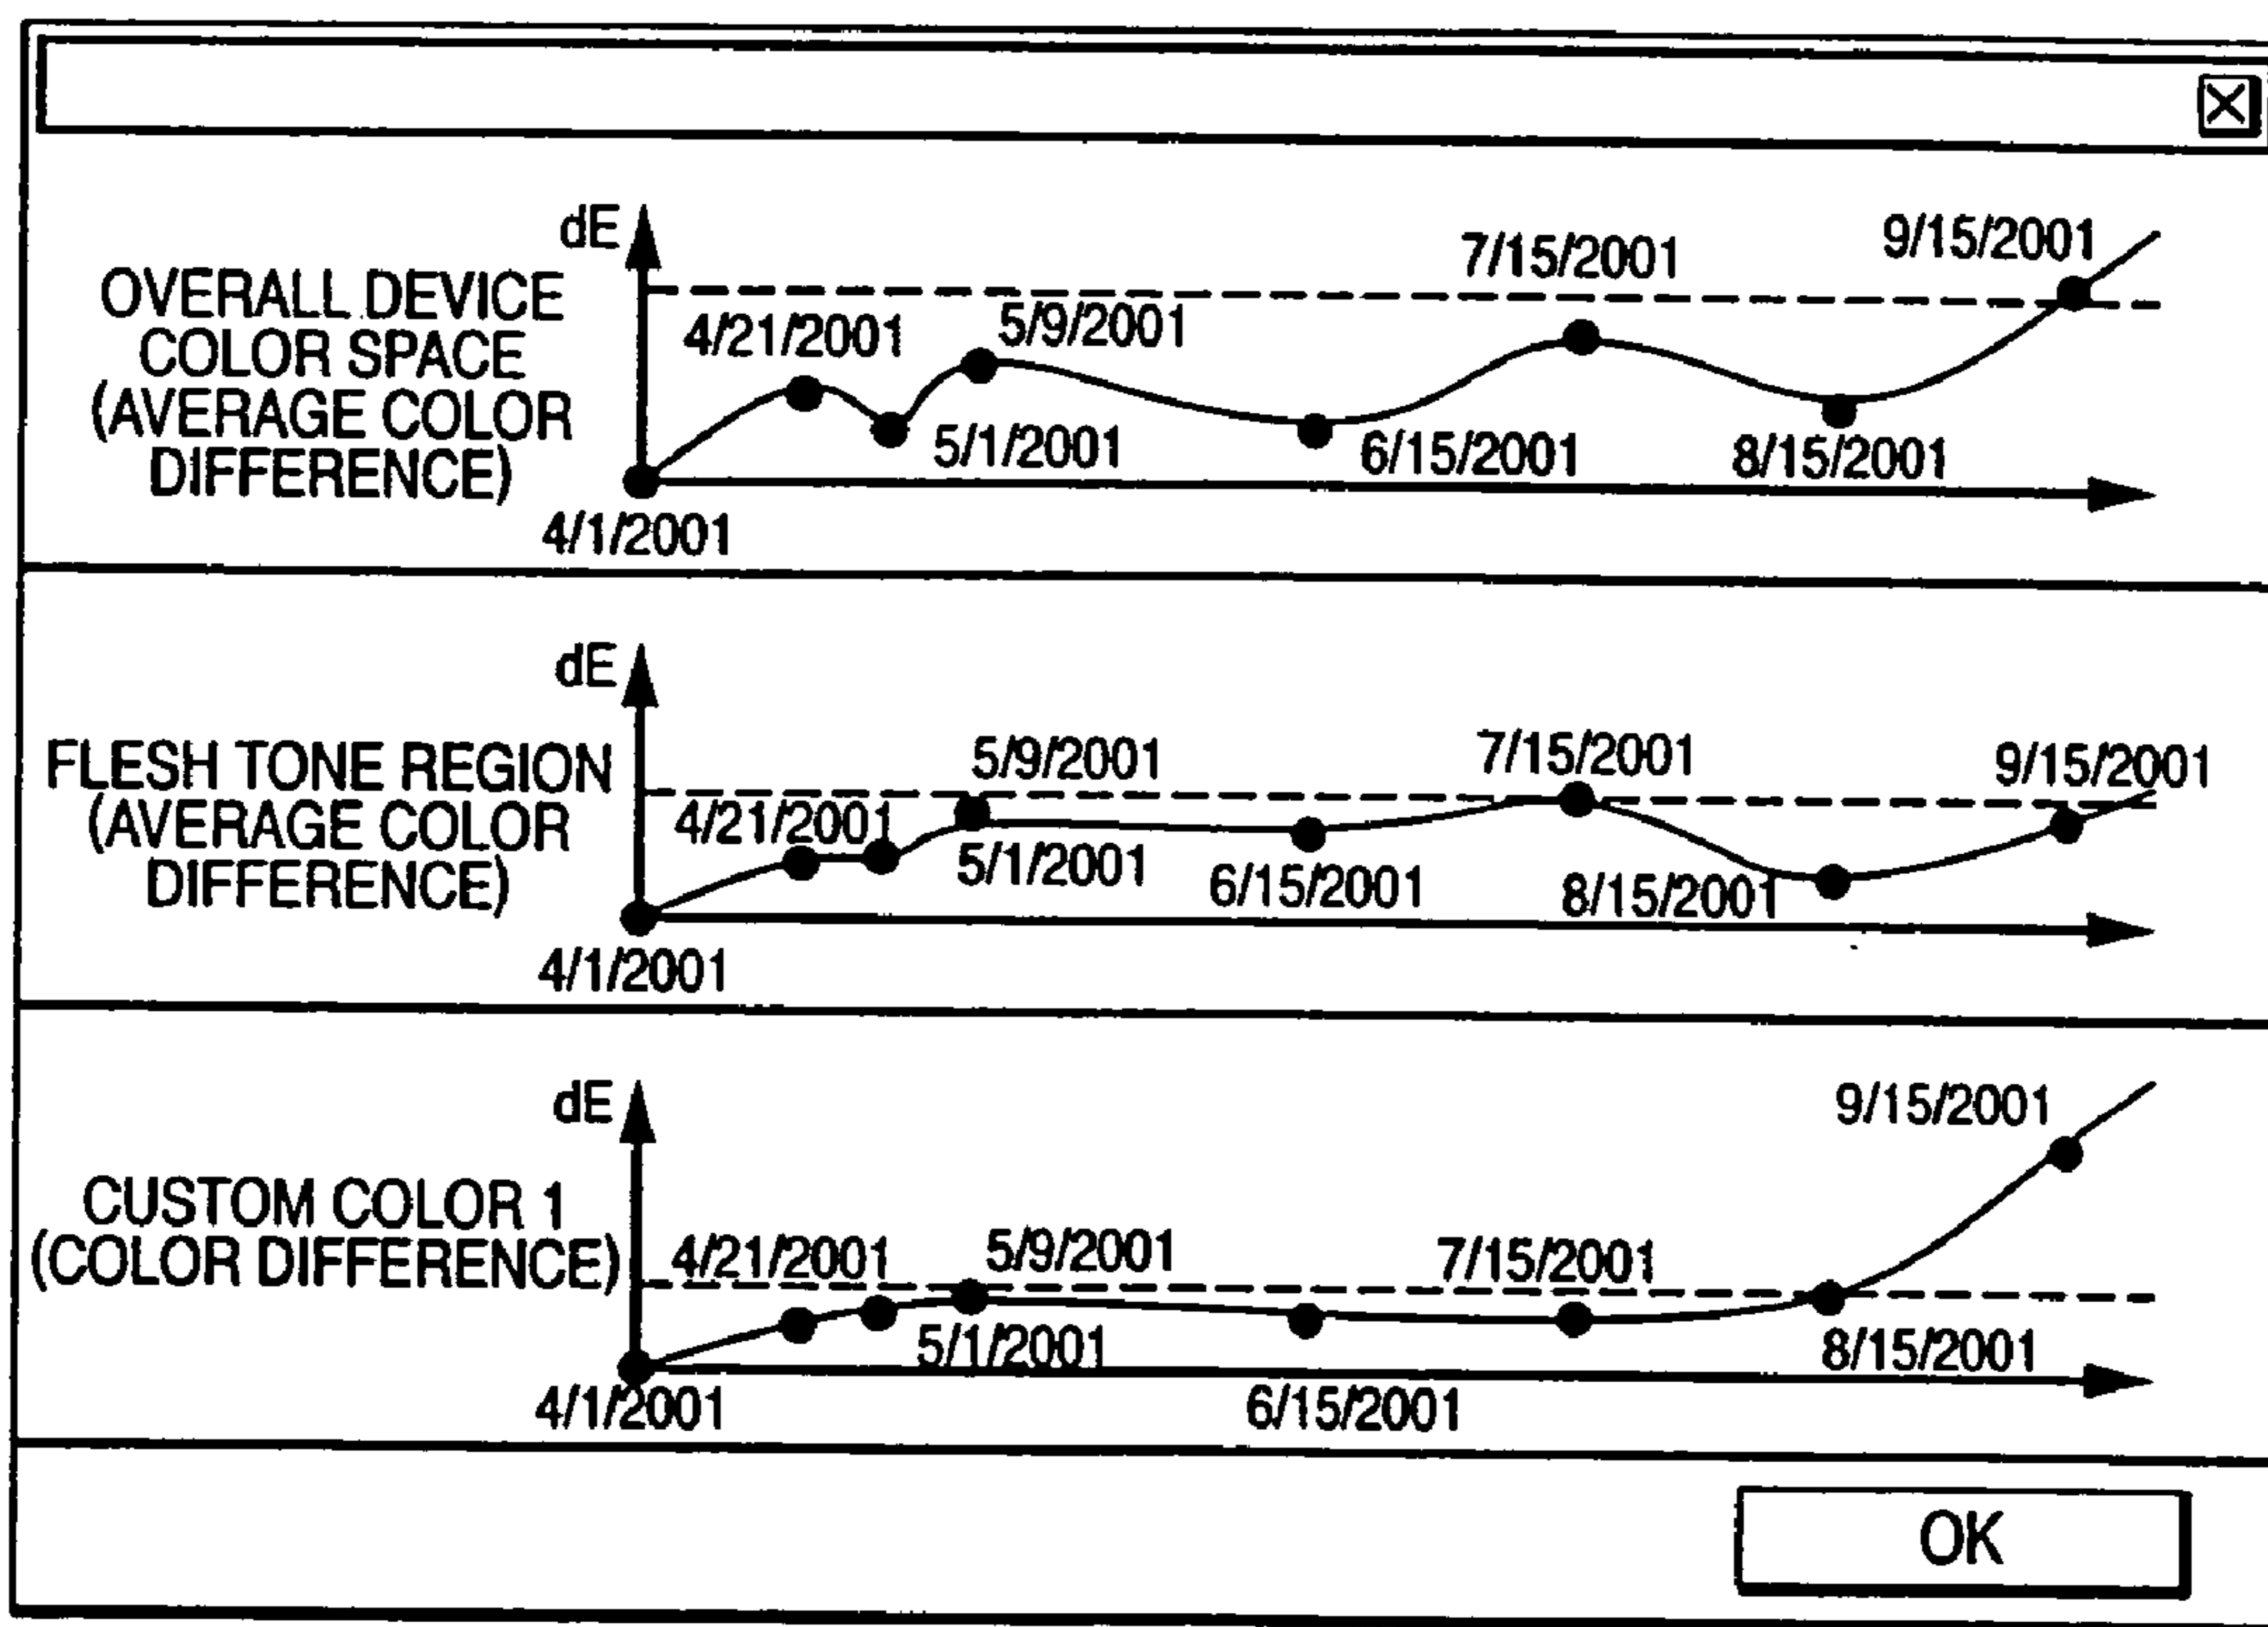 dE
OVERALL DEVICE
COLOR SPACE
(AVERAGE COLOR
DIFFERENCE)
4/21/2001
5/9/2001
7/15/2001
9/15/2001
5/1/2001
6/15/2001
8/15/2001
4/1/2001
dE
FLESH TONE REGION
(AVERAGE COLOR
DIFFERENCE)
4/21/2001
5/9/2001
7/15/2001
9/15/2001
5/1/2001
6/15/2001
8/15/2001
4/1/2001
dE
CUSTOM COLOR 1
(COLOR DIFFERENCE)
4/21/2001
5/9/2001
7/15/2001
9/15/2001
5/1/2001
8/15/2001
4/1/2001
6/15/2001
OK